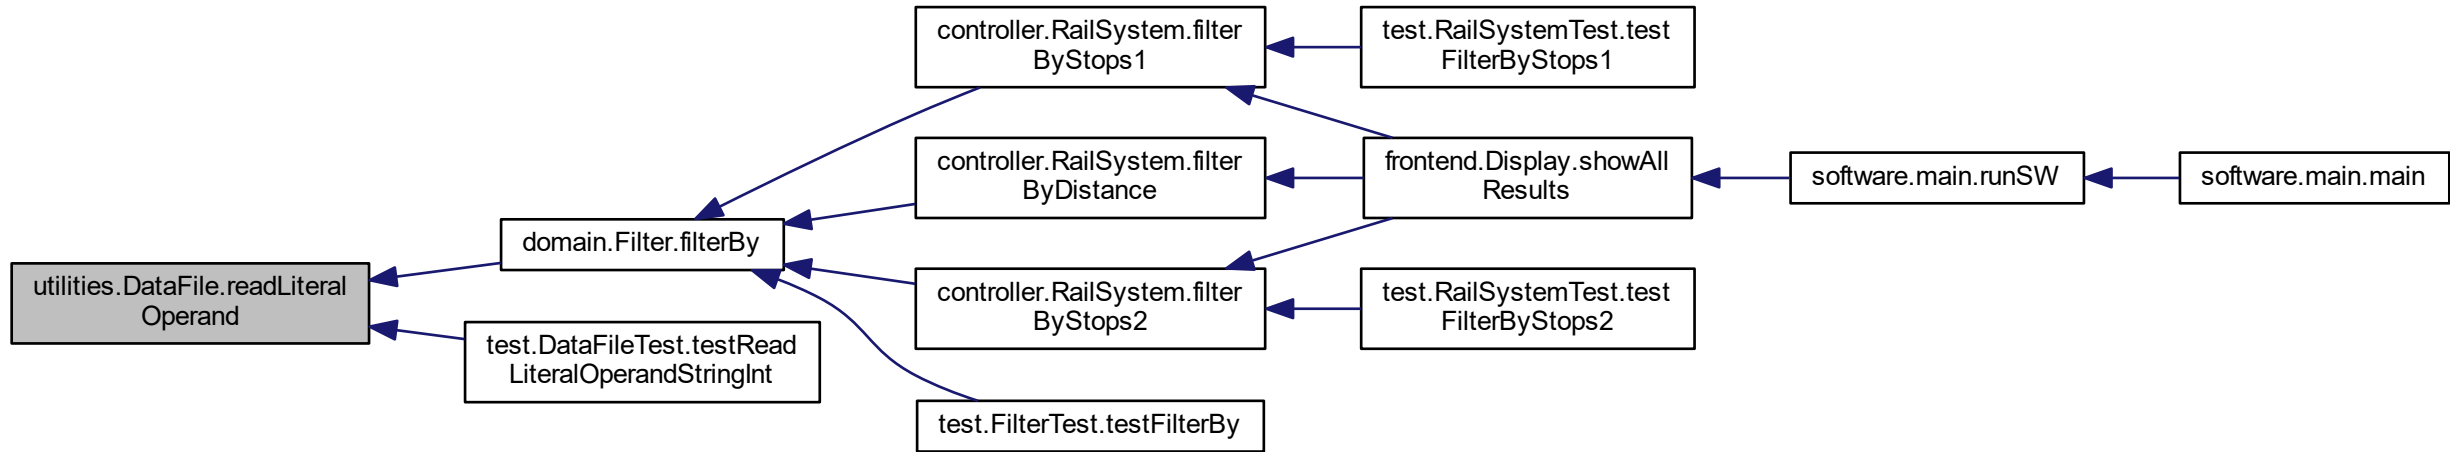 controller.RailSystem.filter
ByStops1
test.RailSystemTest.test
FilterByStops1
controller.RailSystem.filter
ByDistance
frontend.Display.showAll
Results
software.main.runSW
software.main.main
domain.Filter.filterBy
utilities.DataFile.readLiteral
Operand
controller.RailSystem.filter
ByStops2
test.RailSystemTest.test
FilterByStops2
test.DataFileTest.testRead
LiteralOperandStringInt
test.FilterTest.testFilterBy